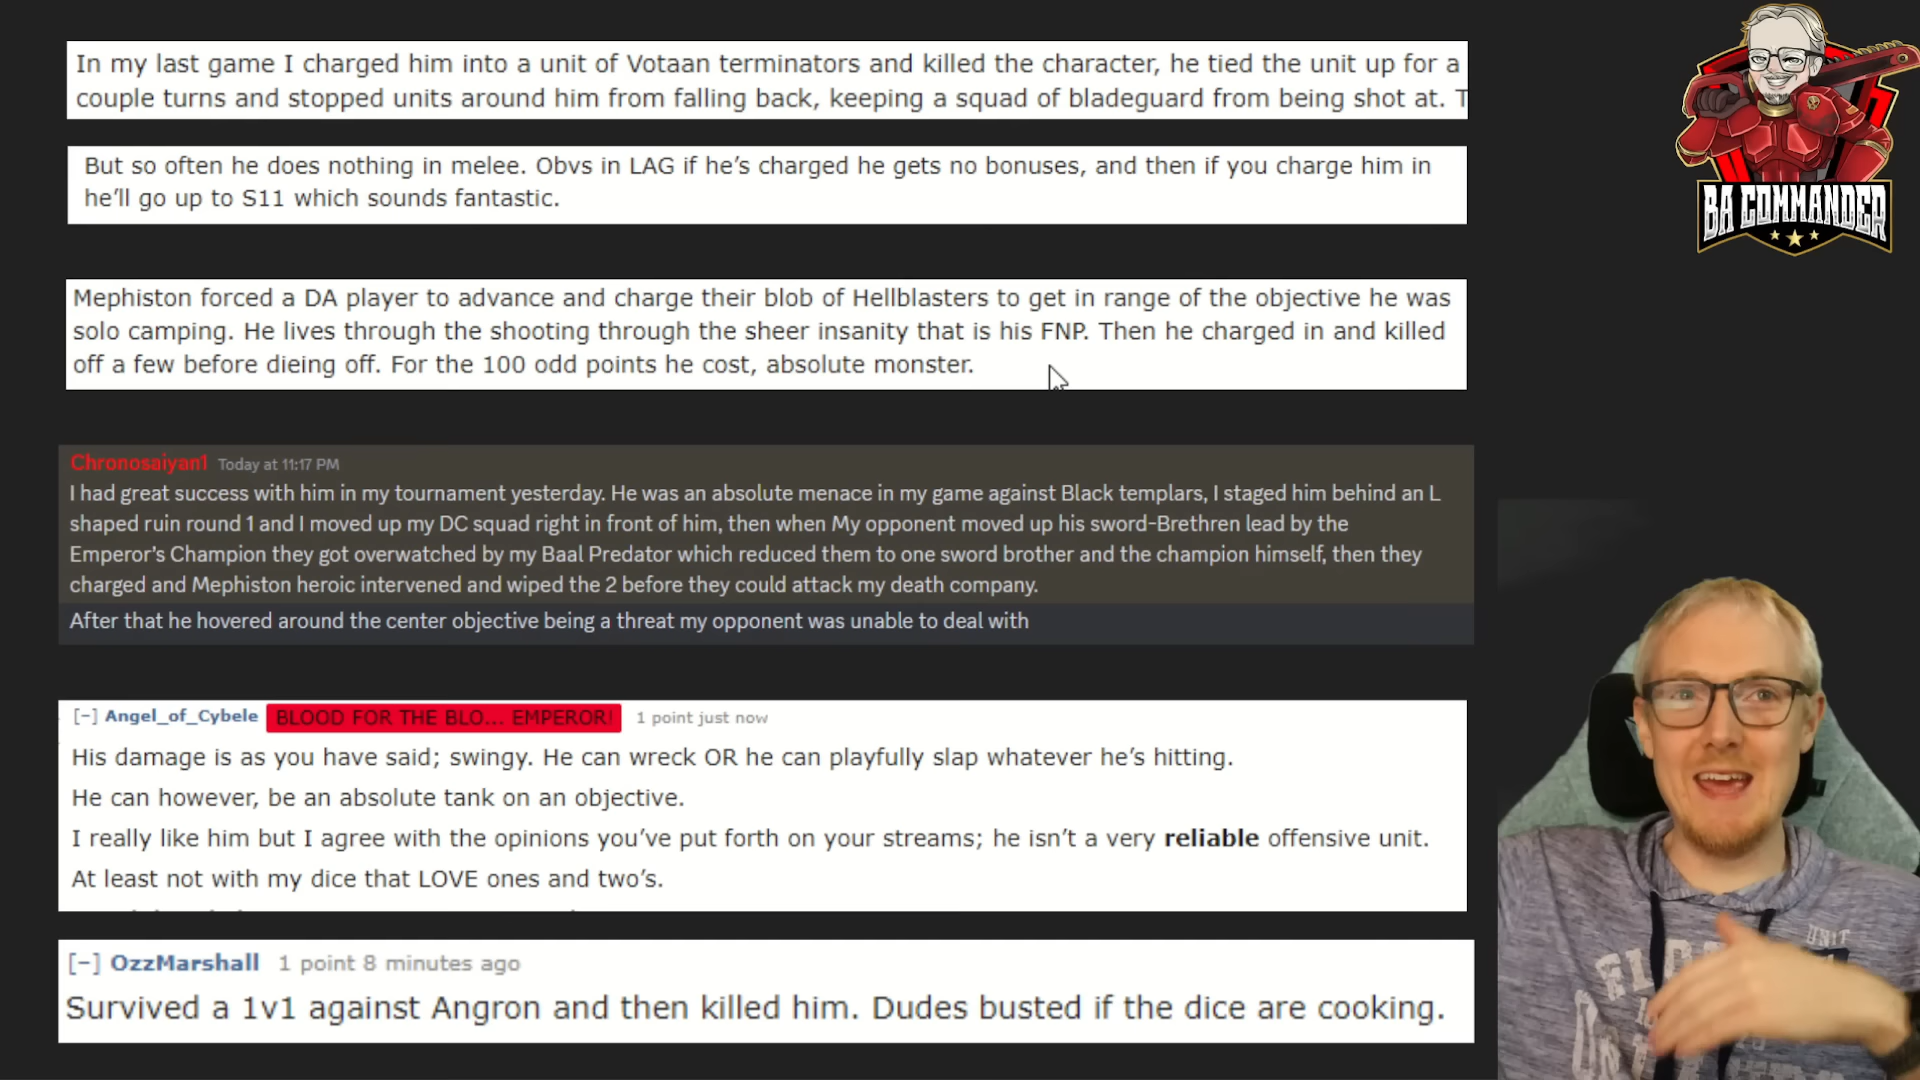 In my last game I charged him into a unit of Votaan terminators and killed the character, he tied the unit up for a
couple turns and stopped units around him from falling back, keeping a squad of bladeguard from being shot at. T
BA COMMANDER
But so often he does nothing in melee. Obvs in LAG if he's charged he gets no bonuses, and then if you charge him in
he'll go up to S11 which sounds fantastic.
Mephiston forced a DA player to advance and charge their blob of Hellblasters to get in range of the objective he was
solo camping. He lives through the shooting through the sheer insanity that is his FNP. Then he charged in and killed
off a few before dieing off. For the 100 odd points he cost, absolute monster.
Chronosaiyan1 Today at 11:17 PM
I had great success with him in my tournament yesterday. He was an absolute menace in my game against Black templars, I staged him behind an L
shaped ruin round 1 and I moved up my DC squad right in front of him, then when My opponent moved up his sword-Brethren lead by the
Emperor's Champion they got overwatched by my Baal Predator which reduced them to one sword brother and the champion himself, then they
charged and Mephiston heroic intervened and wiped the 2 before they could attack my death company.
After that he hovered around the center objective being a threat my opponent was unable to deal with
[-] Angel_of_Cybele BLOOD FOR THE BLO... EMPEROR! 1 point just now
His damage is as you have said; swingy. He can wreck OR he can playfully slap whatever he's hitting.
He can however, be an absolute tank on an objective.
I really like him but I agree with the opinions you've put forth on your streams; he isn't a very reliable offensive unit.
At least not with my dice that LOVE ones and two's.
[-] OzzMarshall 1 point 8 minutes ago
Survived a 1v1 against Angron and then killed him. Dudes busted if the dice are cooking.
UNIT